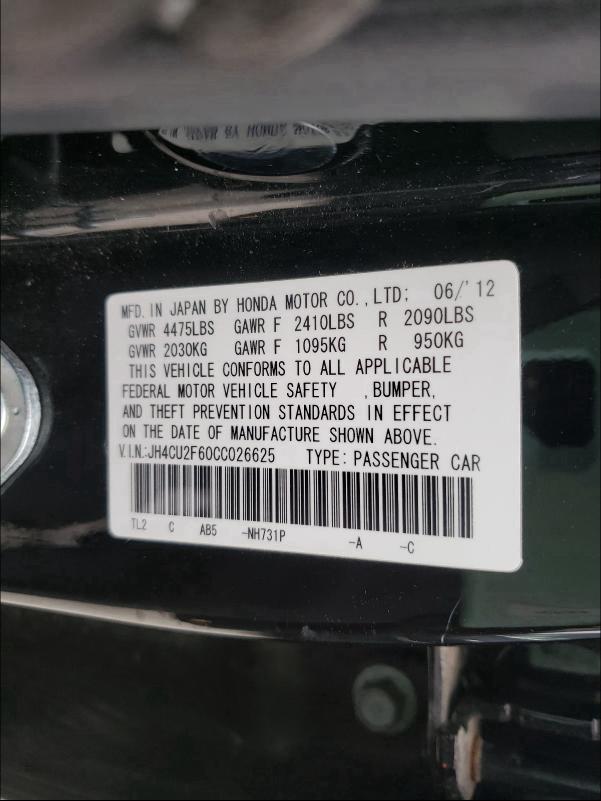 MFD. IN JAPAN BY HONDA MOTOR CO.,LTD; 06/'12
GVWR 4475LBS GAWR F 2410LBS R 2090LBS
GVWR 2030KG GAWR F 1095KG R 950KG
THIS VEHICLE CONFORMS TO ALL APPLICABLE
FEDERAL MOTOR VEHICLE SAFETY ,BUMPER,
AND THEFT PREVENTION STANDARDS IN EFFECT
ON THE DATE OF MANUFACTURE SHOWN ABOVE.
V.I.N.:JH4CU2F60CC026625 TYPE: PASSENGER CAR
TL2 C AB5 -NH731P -A -C